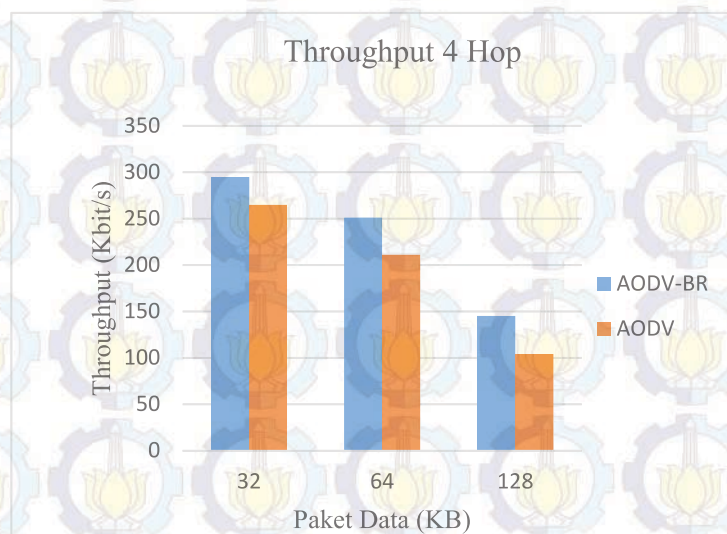 Throughput 4 Hop
350
300
250
200
150
100
50
0
Throughput (Kbit/s)
32 64 128
Paket Data (KB)
AODV-BR
AODV